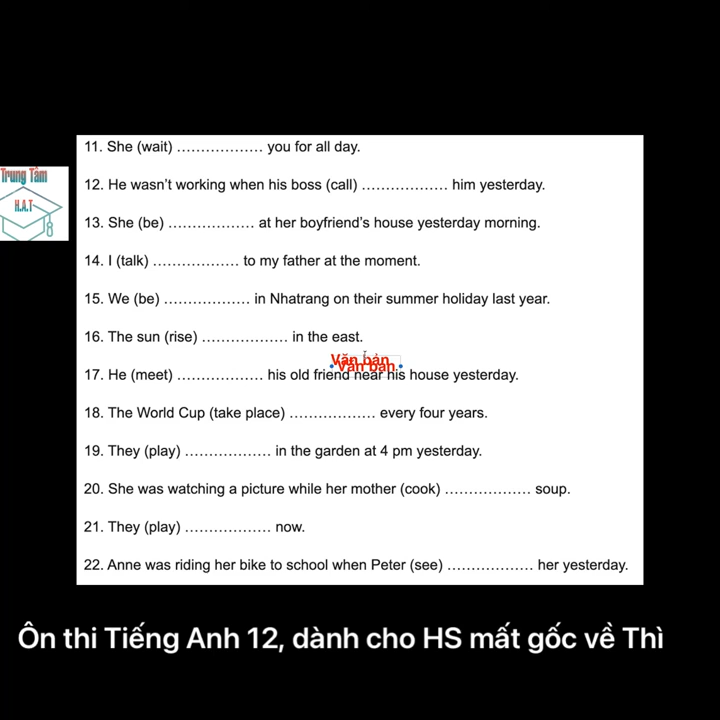 11. She (wait) ……………… you for all day.
Trung Tâm
12. He wasn't working when his boss (call) ……………… him yesterday.
H.A.T
13. She (be) ……………… at her boyfriend's house yesterday morning.
14. I (talk) ……………… to my father at the moment.
15. We (be) ……………… in Nhatrang on their summer holiday last year.
16. The sun (rise) ……………… in the east.
Văn bản
Văn bản
17. He (meet) ……………… his old friend near his house yesterday.
18. The World Cup (take place) ……………… every four years.
19. They (play) ……………… in the garden at 4 pm yesterday.
20. She was watching a picture while her mother (cook) ……………… soup.
21. They (play) ……………… now.
22. Anne was riding her bike to school when Peter (see) ……………… her yesterday.
Ôn thi Tiếng Anh 12, dành cho HS mất gốc về Thì